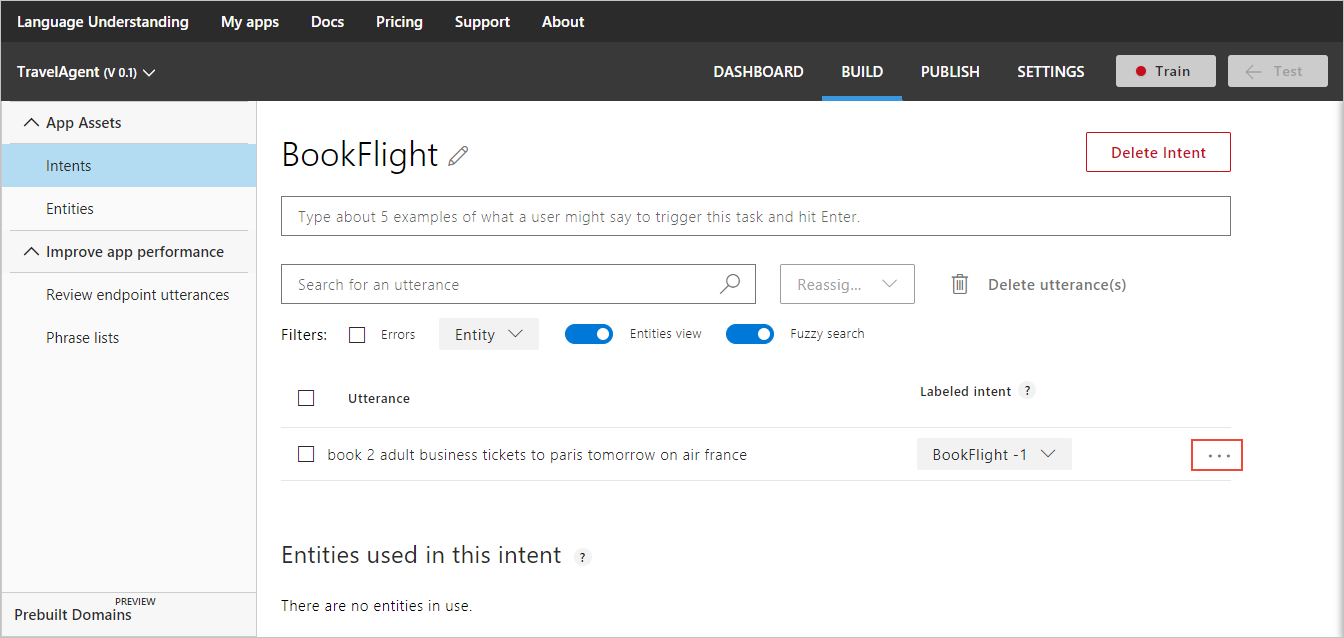 Language Understanding My apps Docs Pricing Support About
TravelAgent (V 0.1) DASHBOARD BUILD PUBLISH SETTINGS Train Test
App Assets
Intents
Entities
Improve app performance
Review endpoint utterances
Phrase lists
PREVIEW
Prebuilt Domains
BookFlight
Delete Intent
Type about 5 examples of what a user might say to trigger this task and hit Enter.
Search for an utterance Reassig... Delete utterance(s)
Filters: Errors Entity Entities view Fuzzy search
Utterance Labeled intent ?
book 2 adult business tickets to paris tomorrow on air france BookFlight -1 ...
Entities used in this intent ?
There are no entities in use.